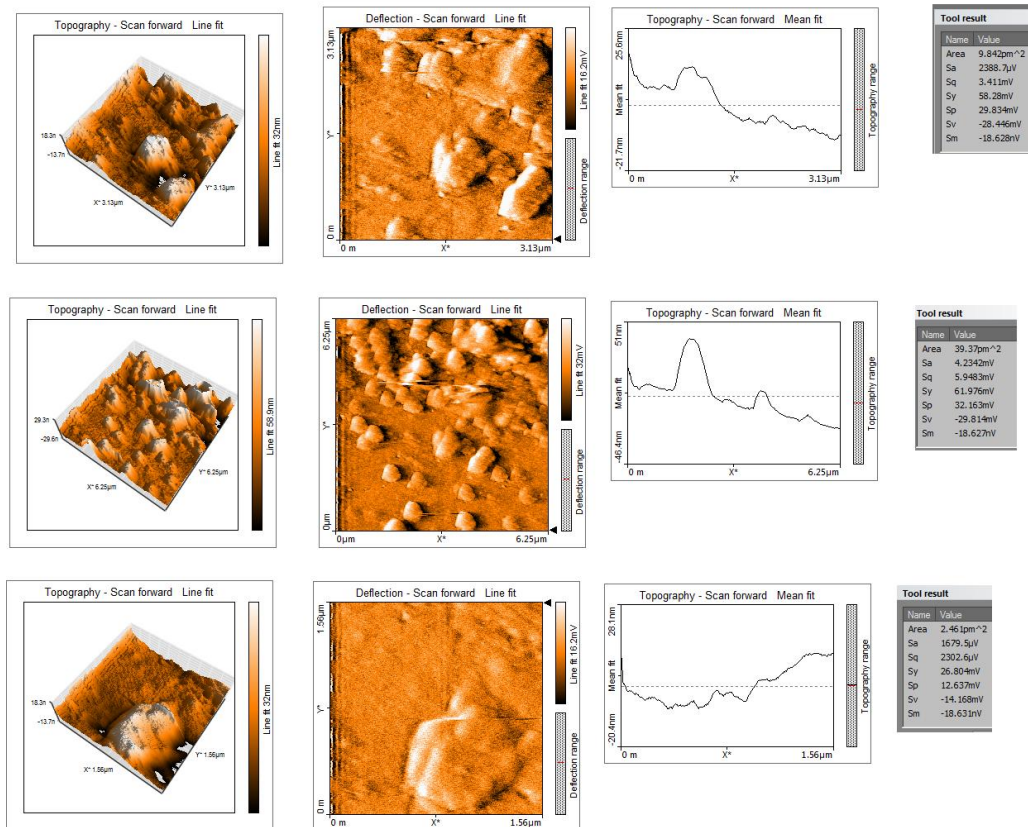 Topography - Scan forward Line fit
18.3n
-13.7n
X* 3.13µm
Y* 3.13µm
Line fit 32nm
Deflection - Scan forward Line fit
3.13µm
Y*
0 m
0 m
X*
3.13µm
Line fit 16.2mV
Deflection range
Topography - Scan forward Mean fit
25.6nm
Mean fit
-21.7nm
0 m
X*
3.13µm
Topography range
Tool result
Name Value
Area 9.842pm^2
Sa 2388.7µV
Sq 3.411mV
Sy 58.28mV
Sp 29.834mV
Sv -28.446mV
Sm -18.628nV
Topography - Scan forward Line fit
29.3n
-29.6n
X* 6.25µm
Y* 6.25µm
Line fit 58.9nm
Deflection - Scan forward Line fit
6.25µm
Y*
0µm
0µm
X*
6.25µm
Line fit 32mV
Deflection range
Topography - Scan forward Mean fit
51nm
Mean fit
-46.4nm
0 m
X*
6.25µm
Topography range
Tool result
Name Value
Area 39.37pm^2
Sa 4.2342mV
Sq 5.9483mV
Sy 61.976mV
Sp 32.163mV
Sv -29.814mV
Sm -18.627nV
Topography - Scan forward Line fit
18.3n
-13.7n
X* 1.56µm
Y* 1.56µm
Line fit 32nm
Deflection - Scan forward Line fit
1.56µm
Y*
0 m
0 m
X*
1.56µm
Line fit 16.2mV
Deflection range
Topography - Scan forward Mean fit
28.1nm
Mean fit
-20.4nm
0 m
X*
1.56µm
Topography range
Tool result
Name Value
Area 2.461pm^2
Sa 1679.5µV
Sq 2302.6µV
Sy 26.804mV
Sp 12.637mV
Sv -14.168mV
Sm -18.631nV